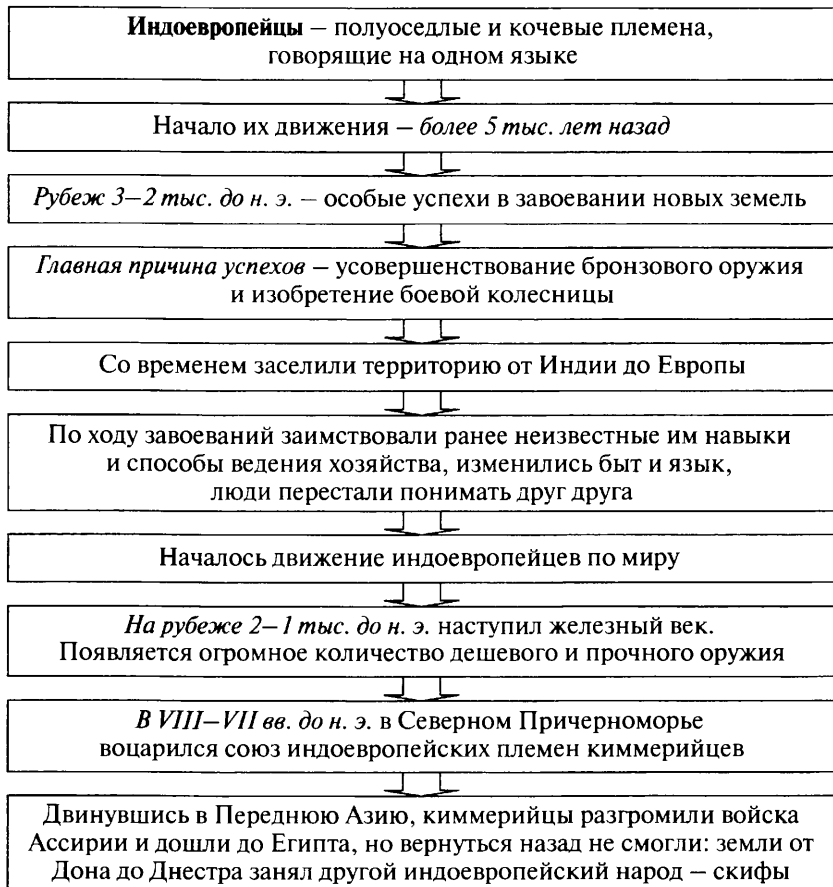 Индоевропейцы – полуоседлые и кочевые племена,
говорящие на одном языке
Начало их движения – более 5 тыс. лет назад
Рубеж 3–2 тыс. до н. э. – особые успехи в завоевании новых земель
Главная причина успехов – усовершенствование бронзового оружия
и изобретение боевой колесницы
Со временем заселили территорию от Индии до Европы
По ходу завоеваний заимствовали ранее неизвестные им навыки
и способы ведения хозяйства, изменились быт и язык,
люди перестали понимать друг друга
Началось движение индоевропейцев по миру
На рубеже 2–1 тыс. до н. э. наступил железный век.
Появляется огромное количество дешевого и прочного оружия
В VIII–VII вв. до н. э. в Северном Причерноморье
воцарился союз индоевропейских племен киммерийцев
Двинувшись в Переднюю Азию, киммерийцы разгромили войска
Ассирии и дошли до Египта, но вернуться назад не смогли: земли от
Дона до Днестра занял другой индоевропейский народ – скифы